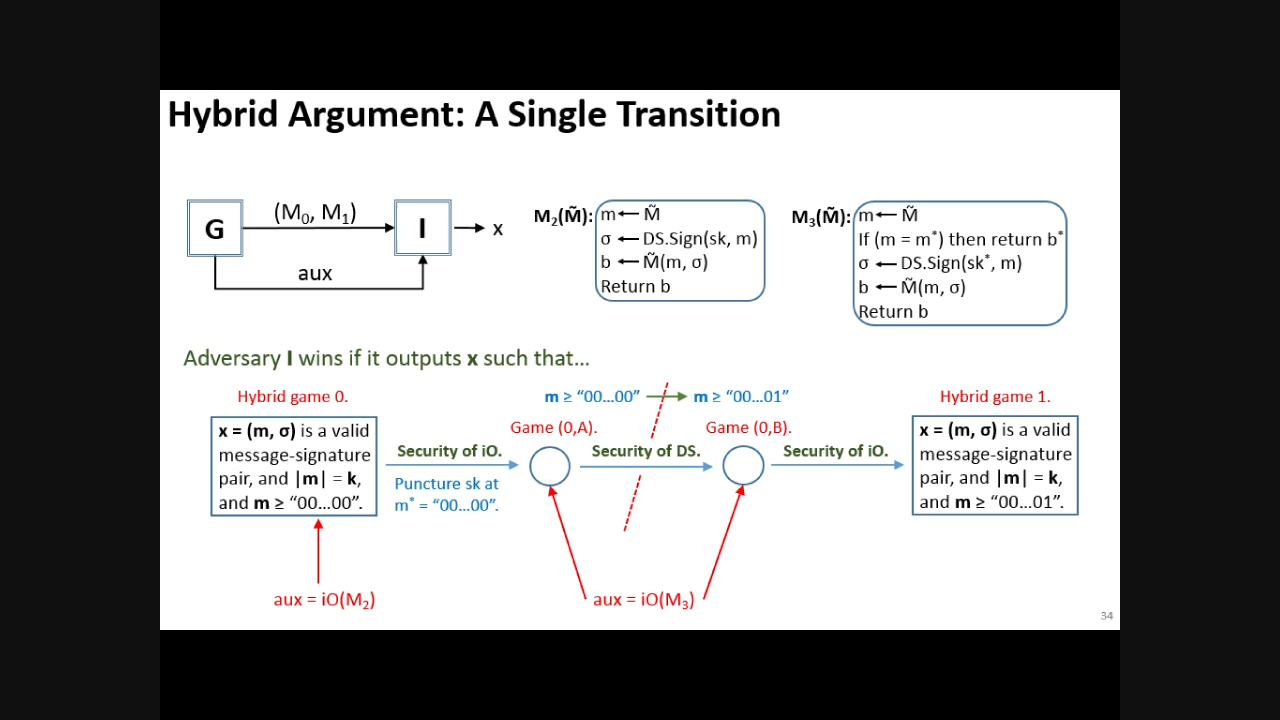 Hybrid Argument: A Single Transition
G
(M₀, M₁)
I
x
aux
M₂(M̃):
m ← M̃
σ ← DS.Sign(sk, m)
b ← M̃(m, σ)
Return b
M₃(M̃):
m ← M̃
If (m = m*) then return b*
σ ← DS.Sign(sk*, m)
b ← M̃(m, σ)
Return b
Adversary I wins if it outputs x such that...
Hybrid game 0.
x = (m, σ) is a valid
message-signature
pair, and |m| = k,
and m ≥ “00...00”.
Security of iO.
Puncture sk at
m* = “00...00”.
m ≥ “00...00” → m ≥ “00...01”
Game (0,A).
Security of DS.
Game (0,B).
Security of iO.
Hybrid game 1.
x = (m, σ) is a valid
message-signature
pair, and |m| = k,
and m ≥ “00...01”.
aux = iO(M₂)
aux = iO(M₃)
34